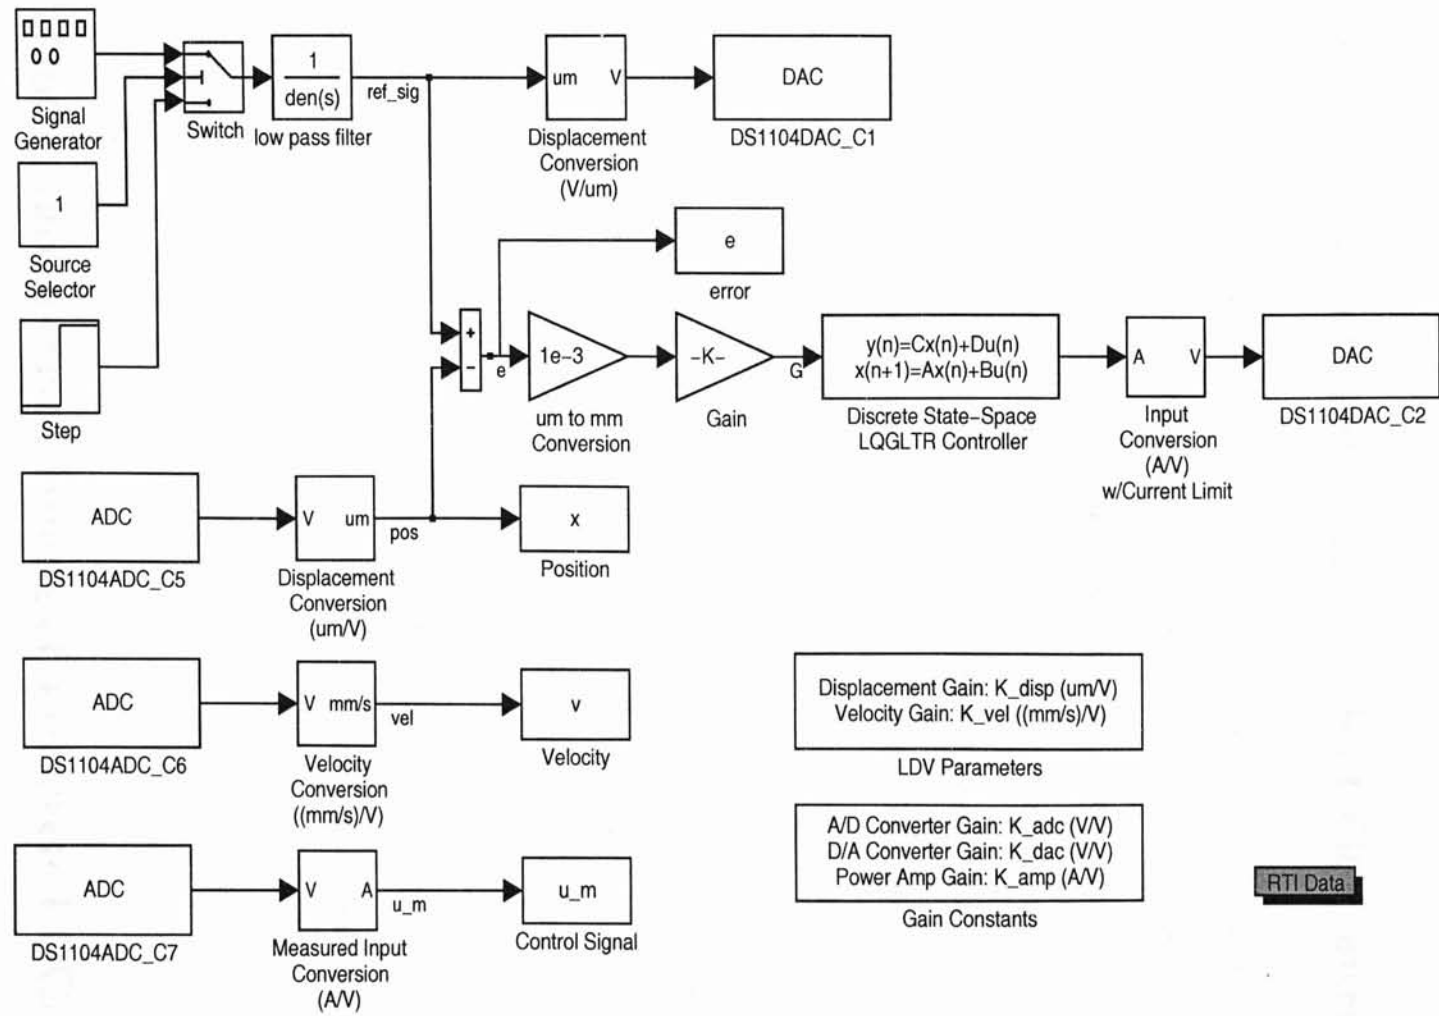 Signal
Generator
Switch
1
den(s)
low pass filter
ref_sig
um V
Displacement
Conversion
(V/um)
DAC
DS1104DAC_C1
1
Source
Selector
Step
e
error
+
−
e
1e−3
um to mm
Conversion
−K−
Gain
G
y(n)=Cx(n)+Du(n)
x(n+1)=Ax(n)+Bu(n)
Discrete State−Space
LQGLTR Controller
A V
Input
Conversion
(A/V)
w/Current Limit
DAC
DS1104DAC_C2
ADC
DS1104ADC_C5
V um
Displacement
Conversion
(um/V)
pos
x
Position
ADC
DS1104ADC_C6
V mm/s
Velocity
Conversion
((mm/s)/V)
vel
v
Velocity
ADC
DS1104ADC_C7
V A
Measured Input
Conversion
(A/V)
u_m
u_m
Control Signal
Displacement Gain: K_disp (um/V)
Velocity Gain: K_vel ((mm/s)/V)
LDV Parameters
A/D Converter Gain: K_adc (V/V)
D/A Converter Gain: K_dac (V/V)
Power Amp Gain: K_amp (A/V)
Gain Constants
RTI Data